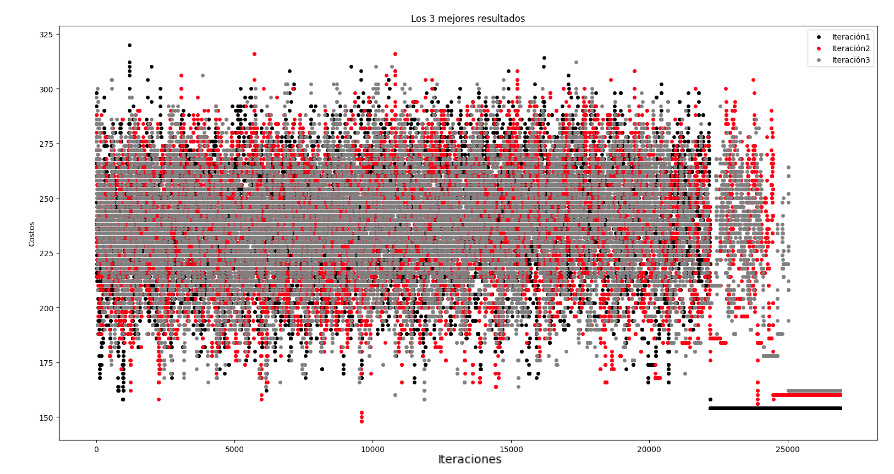 Los 3 mejores resultados
Iteración1
Iteración2
Iteración3
Costos
325
300
275
250
225
200
175
150
0
5000
10000
15000
20000
25000
Iteraciones